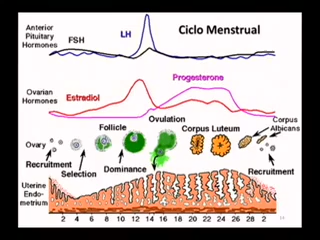 Ciclo Menstrual
Anterior
Pituitary
Hormones
FSH
LH
Progesterone
Ovarian
Hormones
Estradiol
Ovulation
Follicle
Corpus Luteum
Corpus
Albicans
Ovary
Recruitment
Selection
Dominance
Recruitment
Uterine
Endo-
metrium
2 4 6 8 10 12 14 16 18 20 22 24 26 28 2